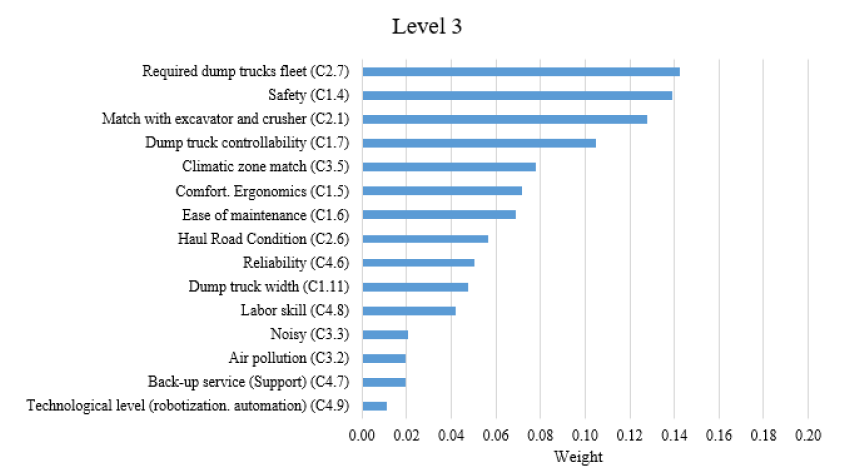 Level 3
Required dump trucks fleet (C2.7)
Safety (C1.4)
Match with excavator and crusher (C2.1)
Dump truck controllability (C1.7)
Climatic zone match (C3.5)
Comfort. Ergonomics (C1.5)
Ease of maintenance (C1.6)
Haul Road Condition (C2.6)
Reliability (C4.6)
Dump truck width (C1.11)
Labor skill (C4.8)
Noisy (C3.3)
Air pollution (C3.2)
Back-up service (Support) (C4.7)
Technological level (robotization. automation) (C4.9)
0.00 0.02 0.04 0.06 0.08 0.10 0.12 0.14 0.16 0.18 0.20
Weight